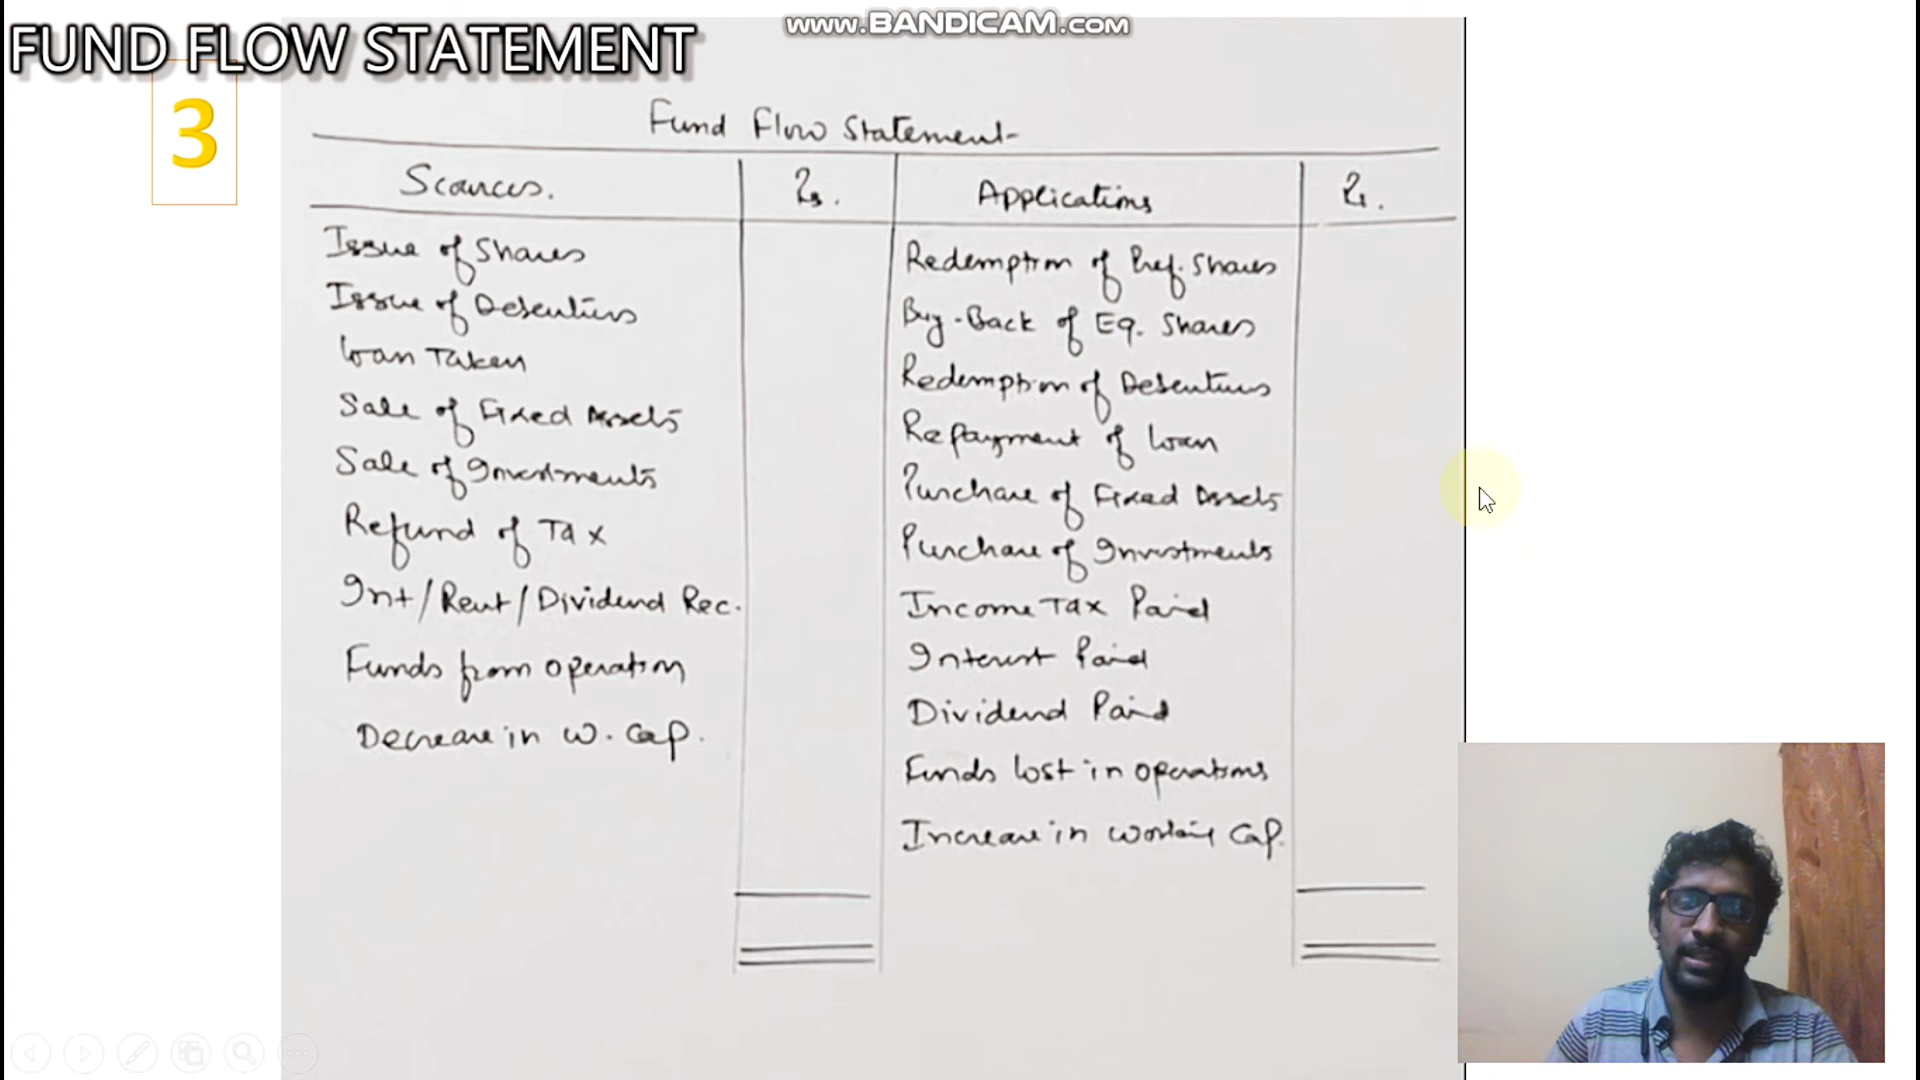 www.BANDICAM.com
FUND FLOW STATEMENT
3
Fund Flow Statement
Sources.
Rs.
Applications
Rs.
Issue of Shares
Redemption of Pref. Shares
Issue of Debentures
Buy-Back of Eq. Shares
Loan Taken
Redemption of Debentures
Sale of Fixed Assets
Repayment of Loan
Sale of Investments
Purchase of Fixed Assets
Refund of Tax
Purchase of Investments
Int/Rent/Dividend Rec.
Income Tax Paid
Funds from operation
Interest Paid
Decrease in W. Cap.
Dividend Paid
Funds lost in operations
Increase in Working Cap.